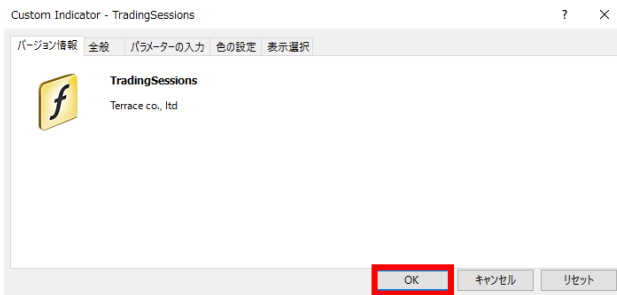 Custom Indicator - TradingSessions ? ×
バージョン情報 全般 パラメーターの入力 色の設定 表示選択
TradingSessions
Terrace co., ltd
OK キャンセル リセット